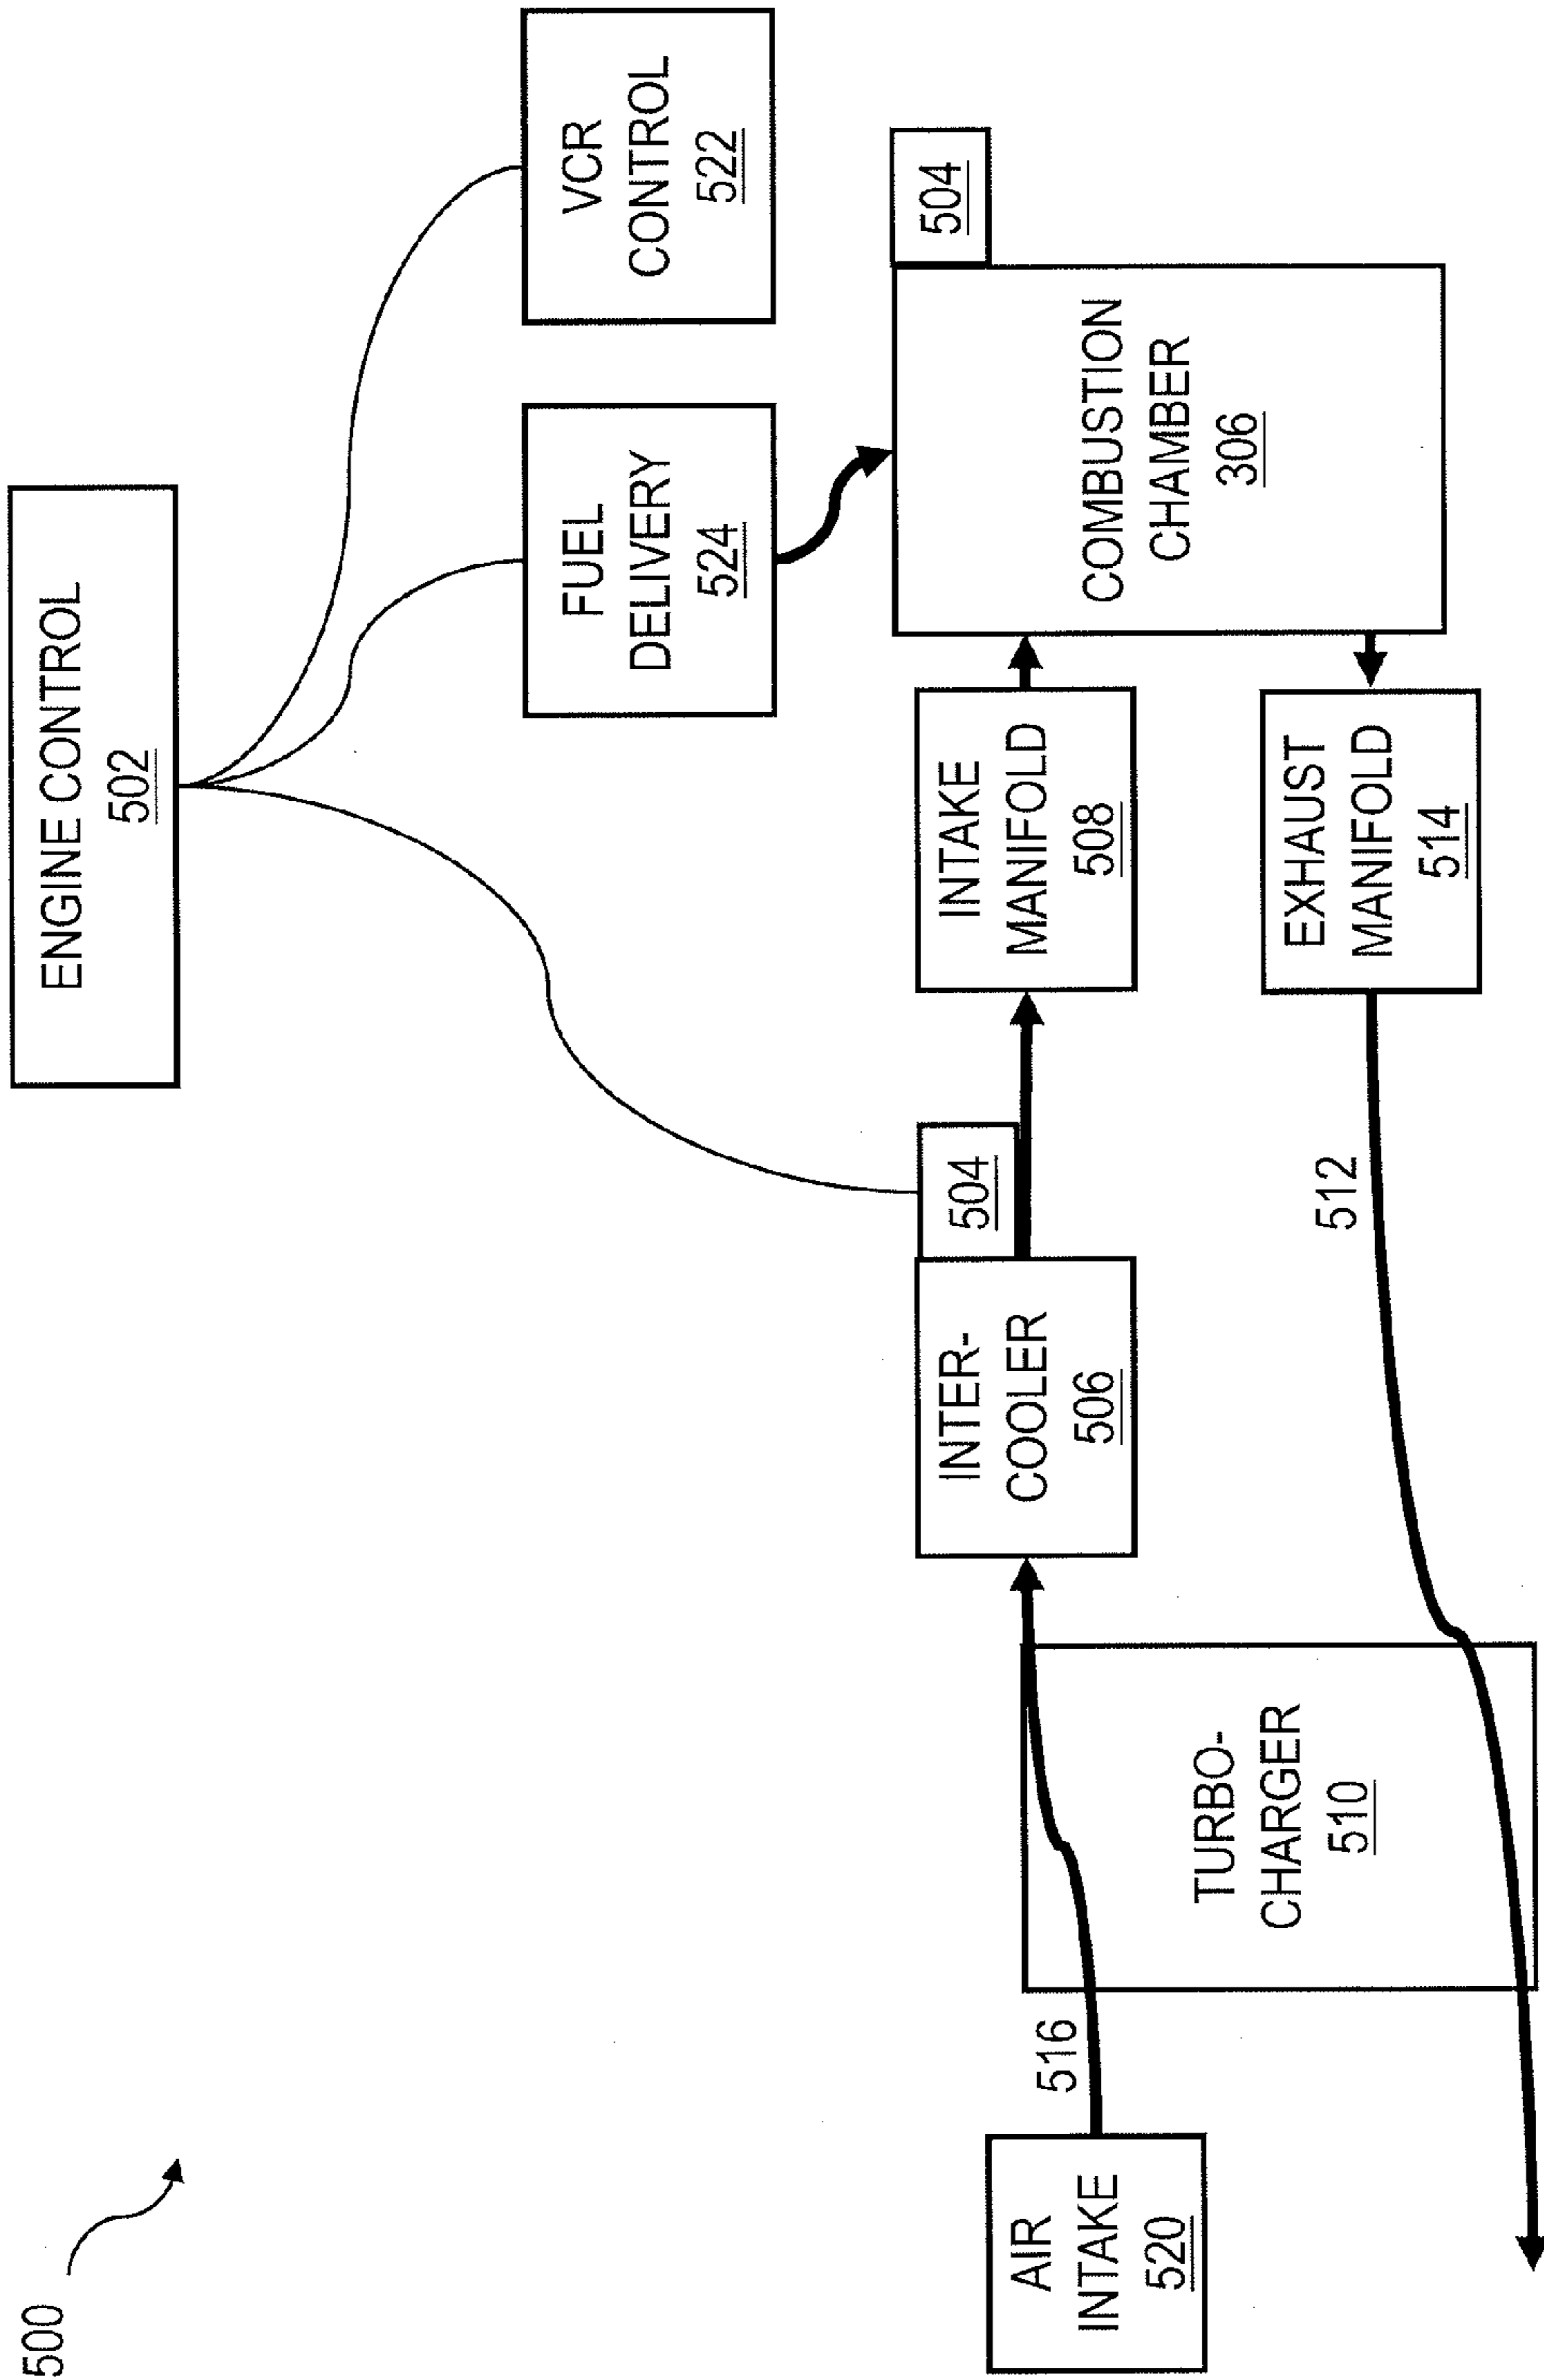 500
ENGINE CONTROL
502
VCR
CONTROL
522
FUEL
DELIVERY
524
504
COMBUSTION
CHAMBER
306
INTAKE
MANIFOLD
508
504
INTER-
COOLER
506
EXHAUST
MANIFOLD
514
512
TURBO-
CHARGER
510
516
AIR
INTAKE
520